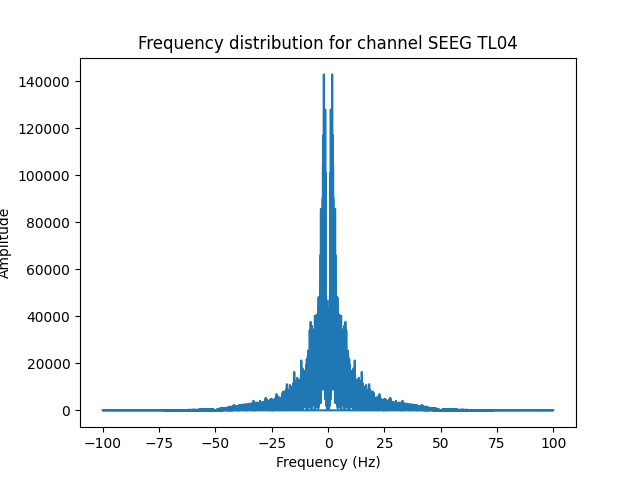 Frequency distribution for channel SEEG TL04
140000
120000
100000
80000
60000
40000
20000
0
Amplitude
−100 −75 −50 −25 0 25 50 75 100
Frequency (Hz)